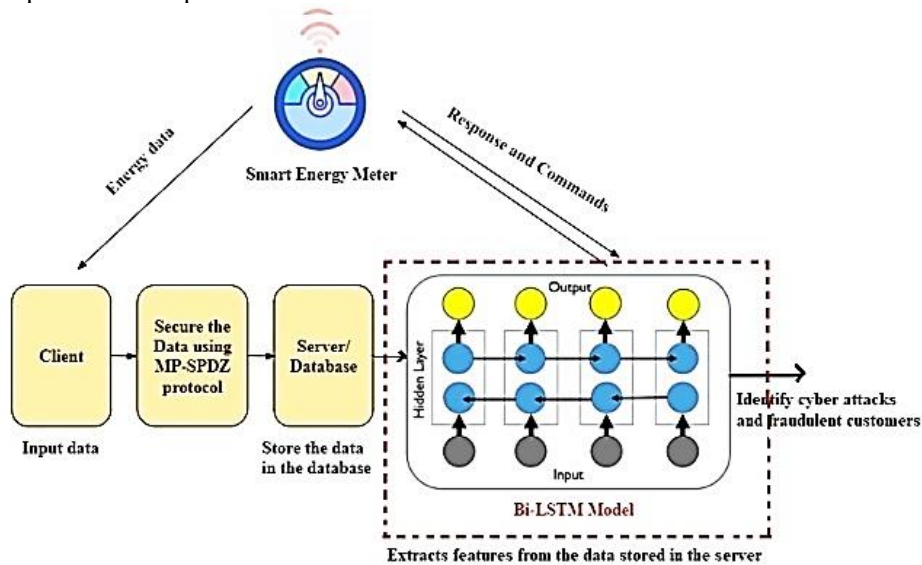 Energy data
Smart Energy Meter
Response and Commands
Client
Secure the
Data using
MP-SPDZ
protocol
Server/
Database
Input data
Store the data
in the database
Output
Hidden Layer
Input
Bi-LSTM Model
Identify cyber attacks
and fraudulent customers
Extracts features from the data stored in the server